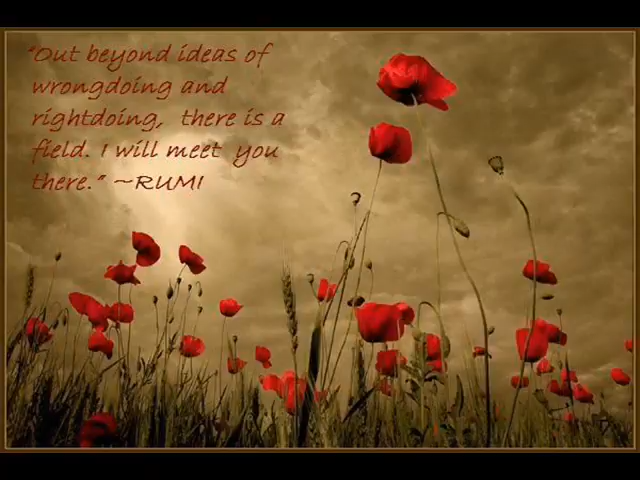 "Out beyond ideas of
wrongdoing and
rightdoing, there is a
field. I will meet you
there." ~RUMI